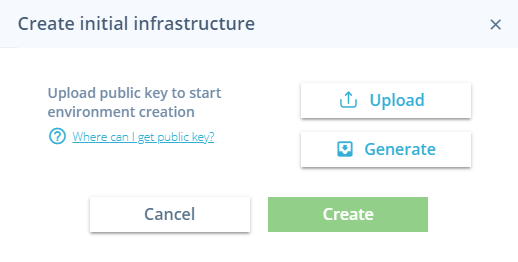 Create initial infrastructure
Upload public key to start
environment creation
Where can I get public key?
Upload
Generate
Cancel
Create